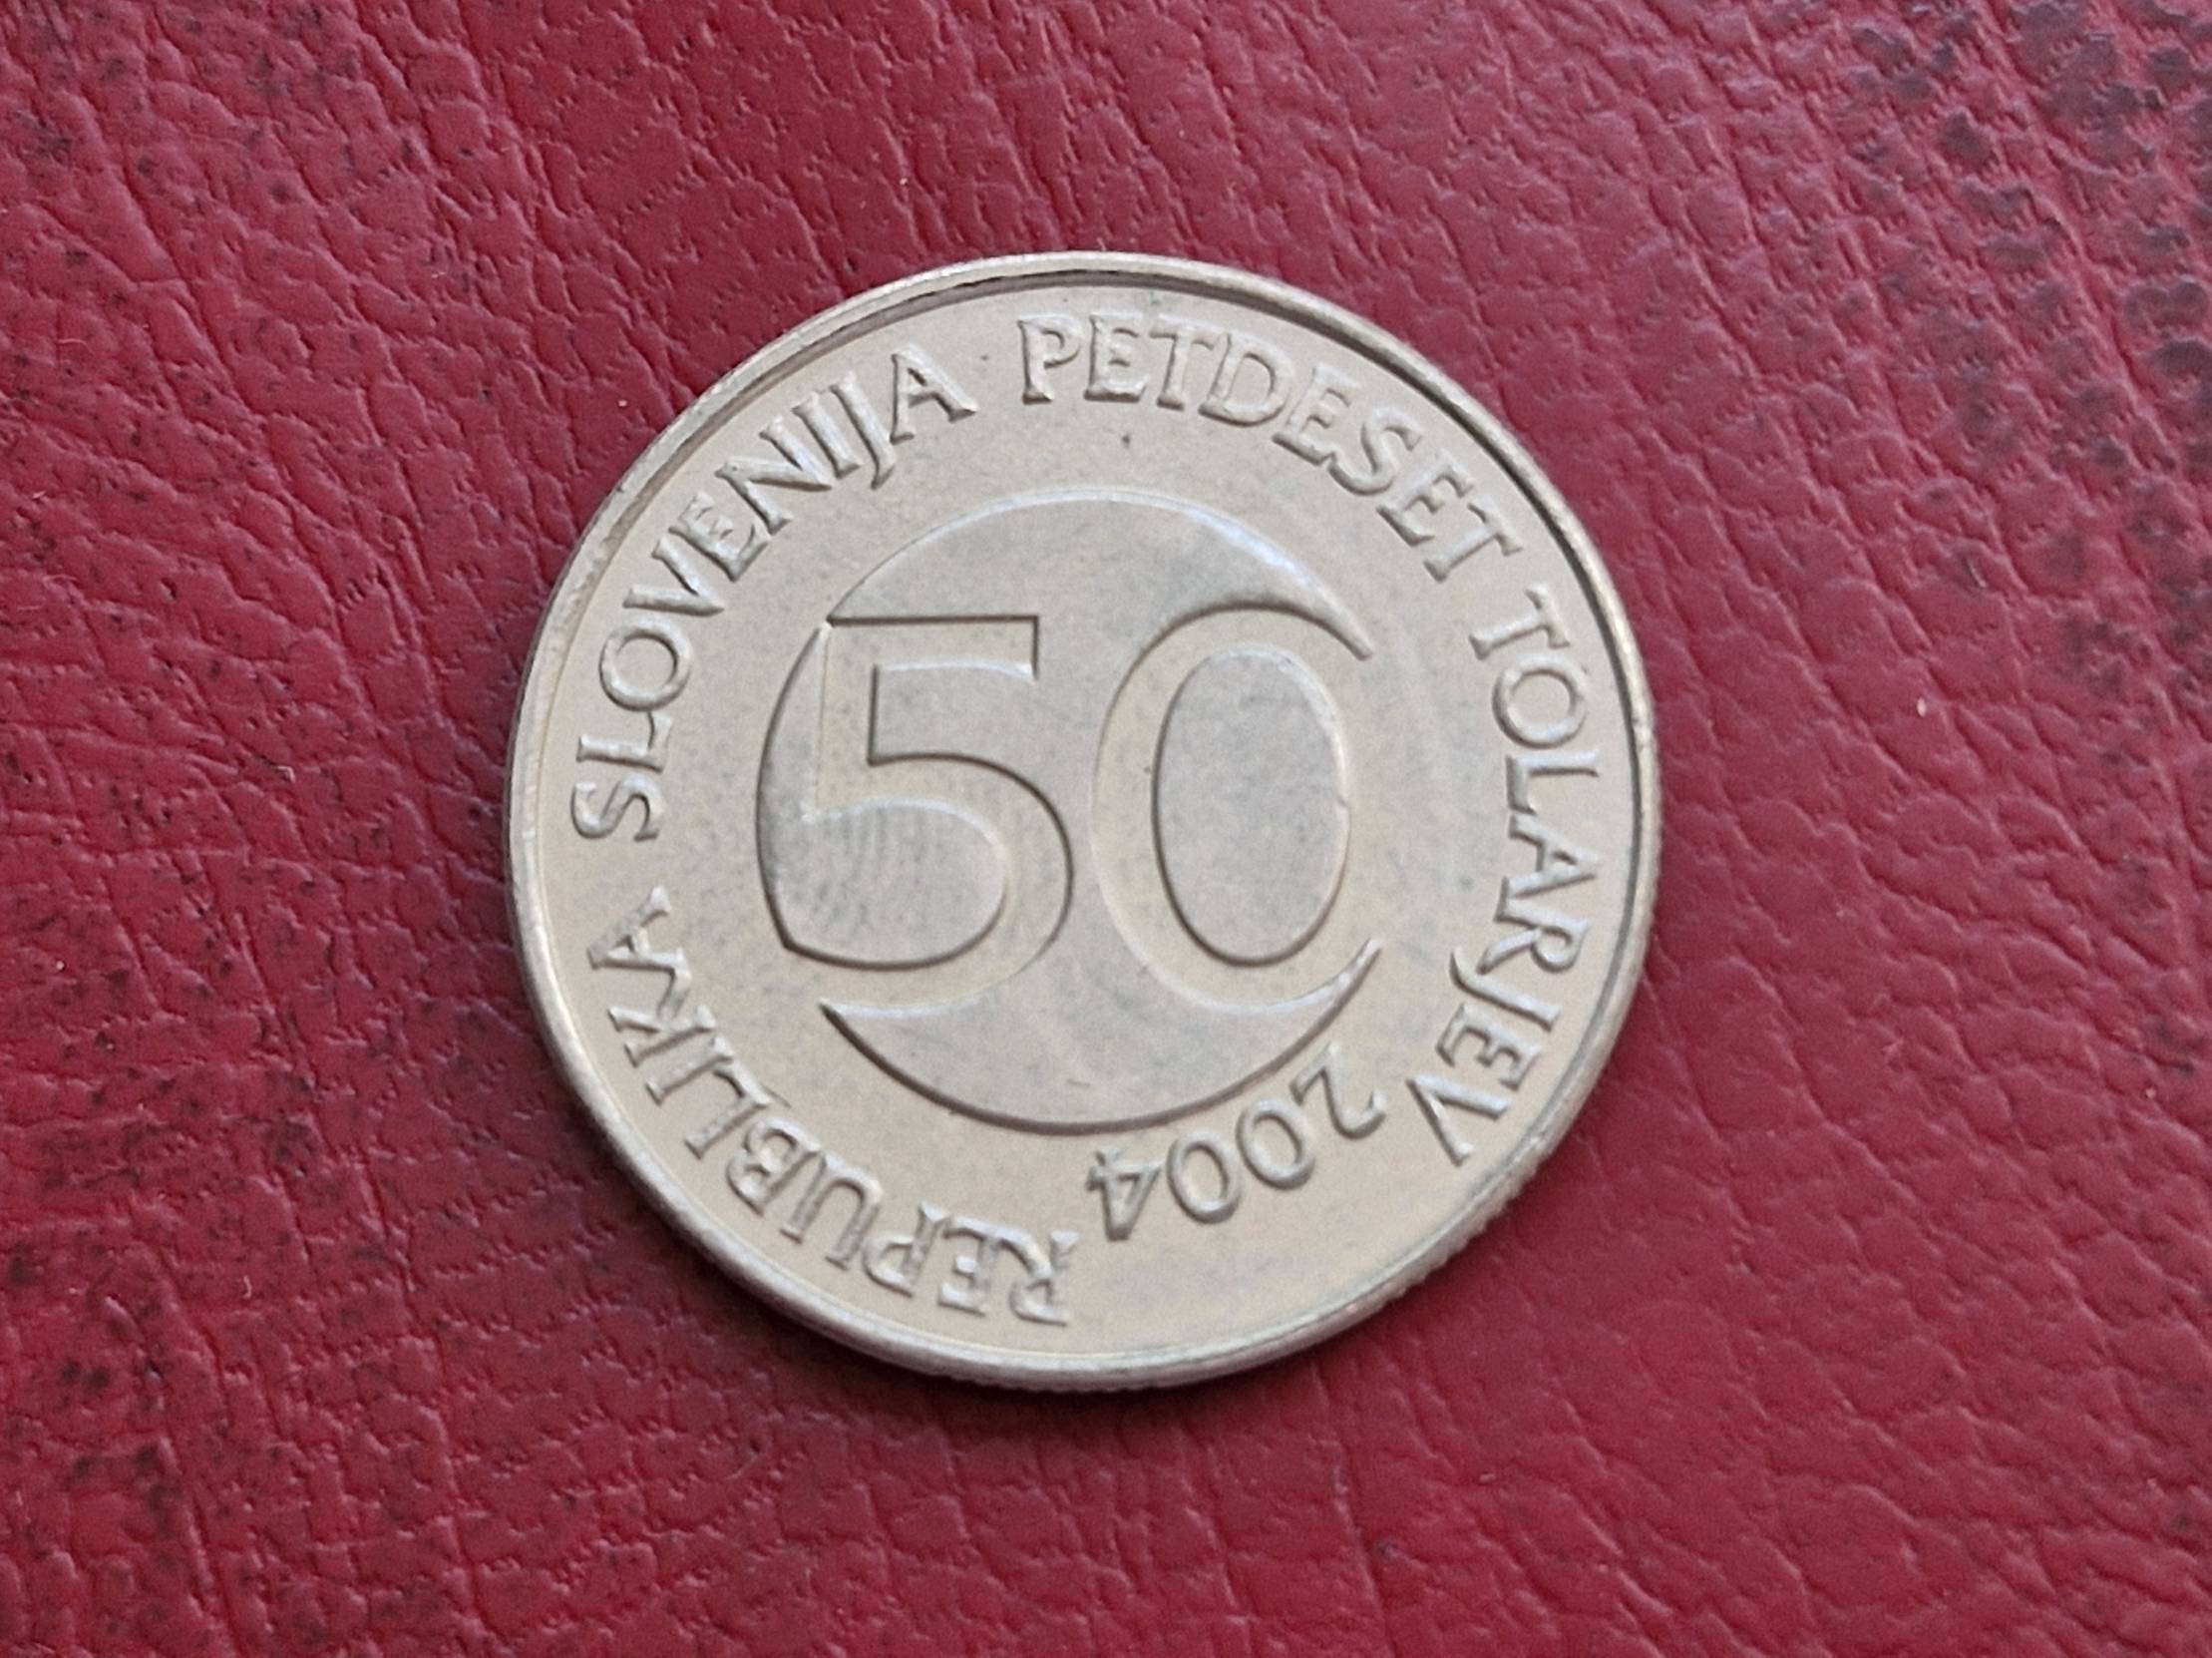 REPUBLIKA SLOVENIJA PETDESET TOLARJEV 2004
50